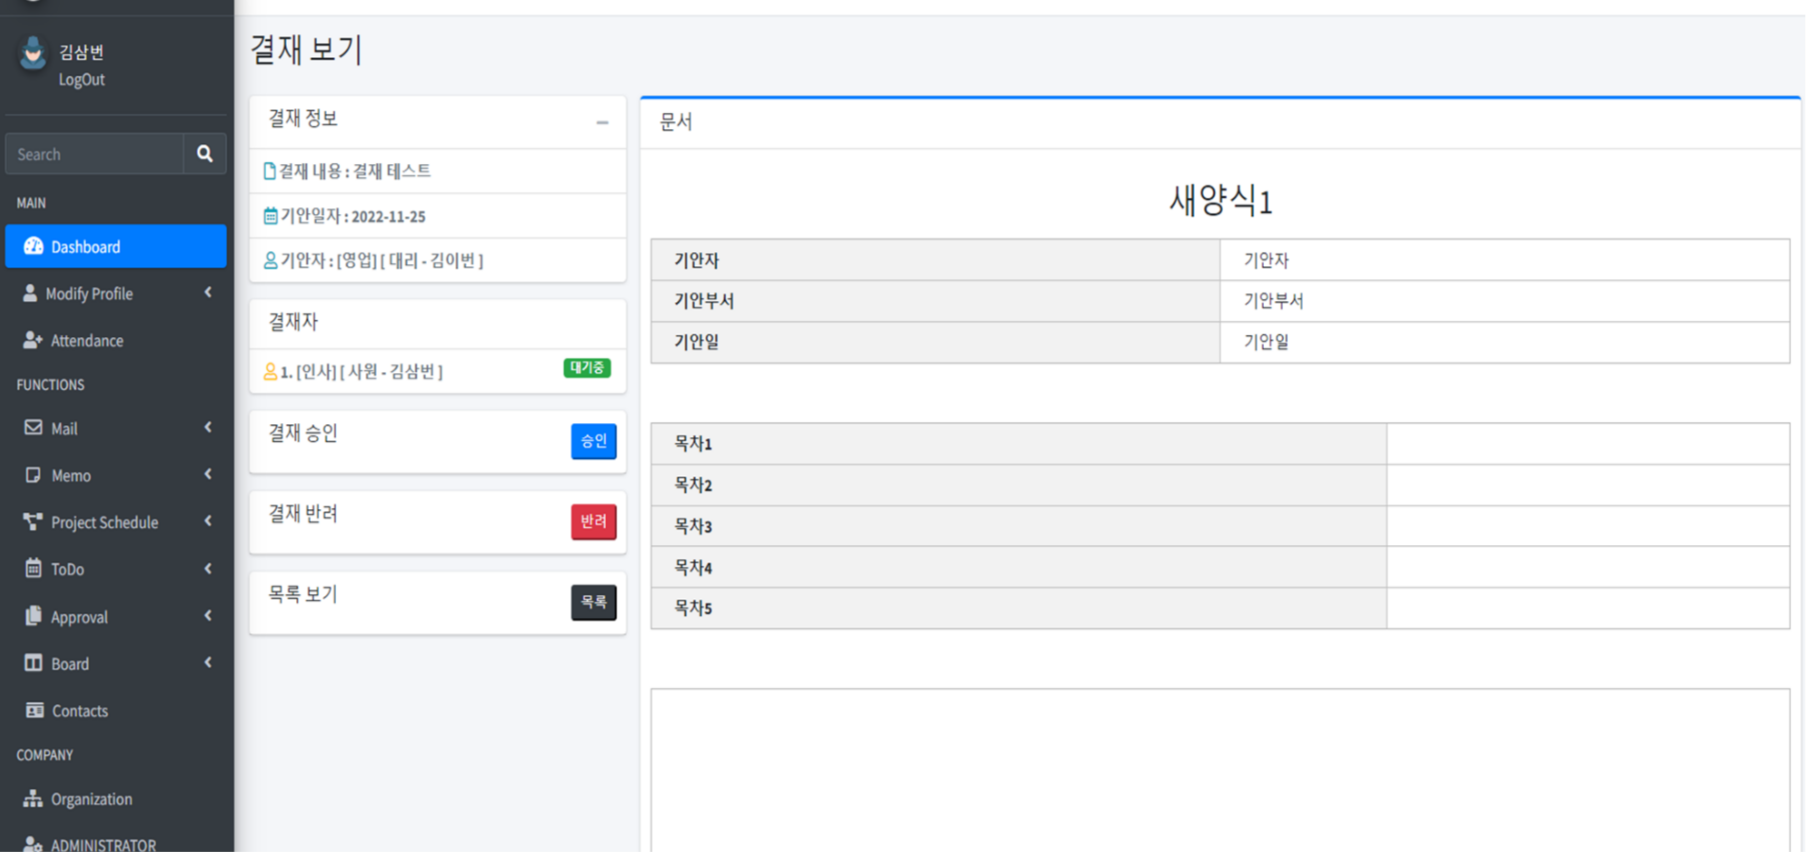 김삼번
LogOut
Search
MAIN
Dashboard
Modify Profile
Attendance
FUNCTIONS
Mail
Memo
Project Schedule
ToDo
Approval
Board
Contacts
COMPANY
Organization
ADMINISTRATOR
결재 보기
결재 정보
결재 내용 : 결재 테스트
기안일자 : 2022-11-25
기안자 : [영업] [ 대리 - 김이번 ]
결재자
1. [인사] [ 사원 - 김삼번 ] 대기중
결재 승인 승인
결재 반려 반려
목록 보기 목록
문서
새양식1
기안자 기안자
기안부서 기안부서
기안일 기안일
목차1
목차2
목차3
목차4
목차5